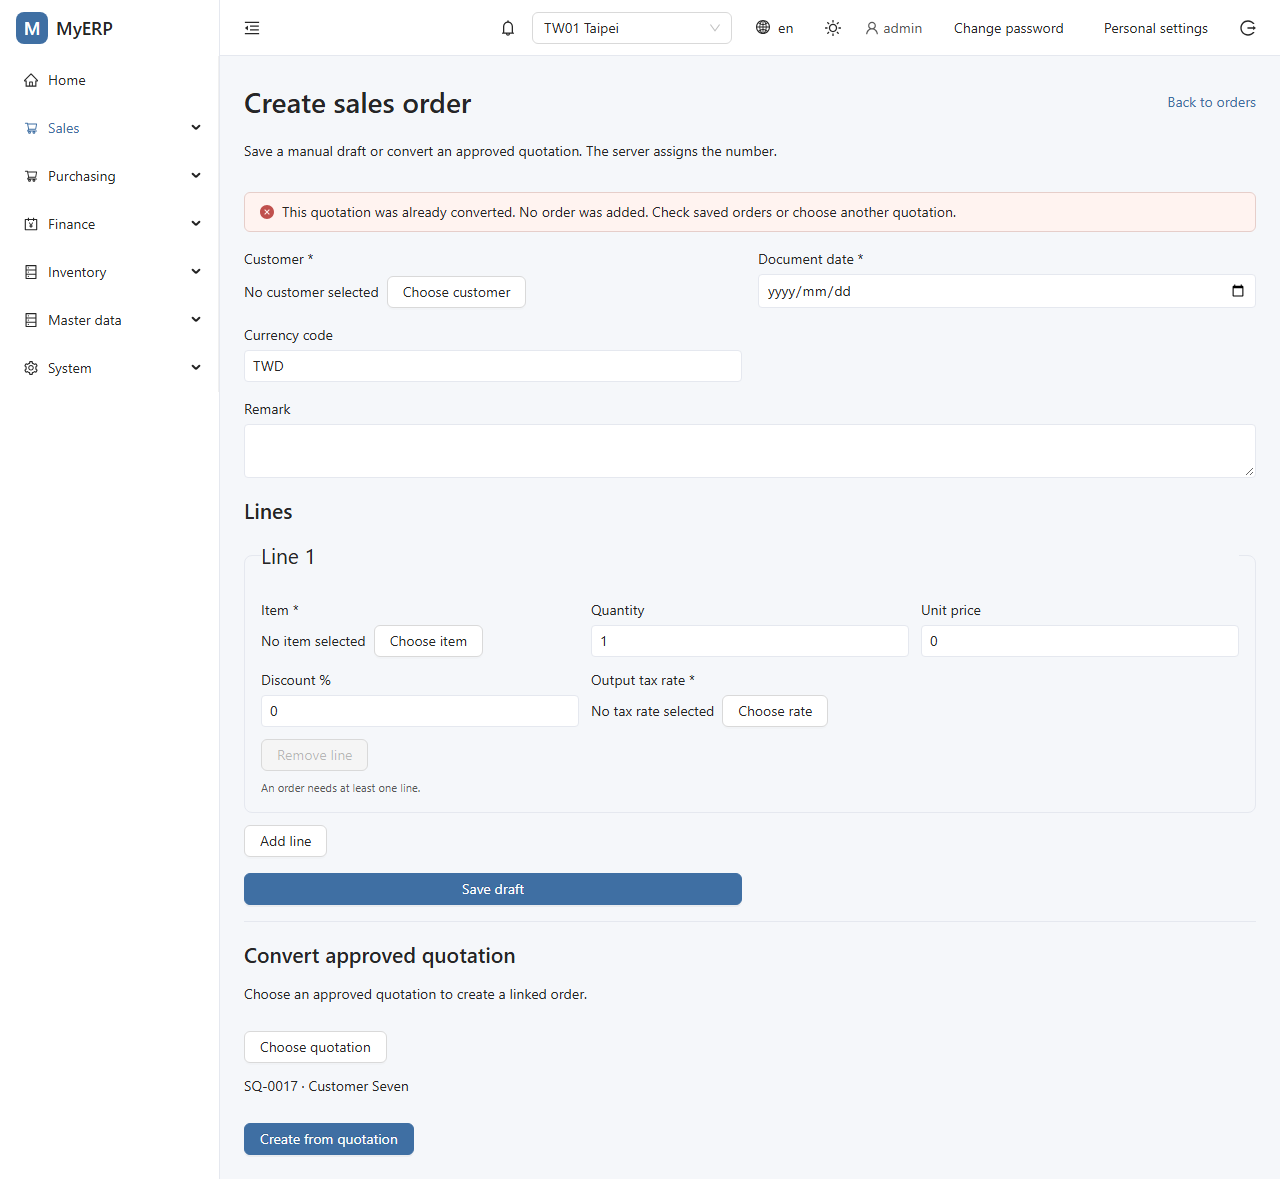 M MyERP
TW01 Taipei
en
admin
Change password
Personal settings
Home
Sales
Purchasing
Finance
Inventory
Master data
System
Create sales order
Back to orders
Save a manual draft or convert an approved quotation. The server assigns the number.
This quotation was already converted. No order was added. Check saved orders or choose another quotation.
Customer *
Document date *
No customer selected
Choose customer
yyyy/mm/dd
Currency code
TWD
Remark
Lines
Line 1
Item *
Quantity
Unit price
No item selected
Choose item
1
0
Discount %
Output tax rate *
0
No tax rate selected
Choose rate
Remove line
An order needs at least one line.
Add line
Save draft
Convert approved quotation
Choose an approved quotation to create a linked order.
Choose quotation
SQ-0017 · Customer Seven
Create from quotation